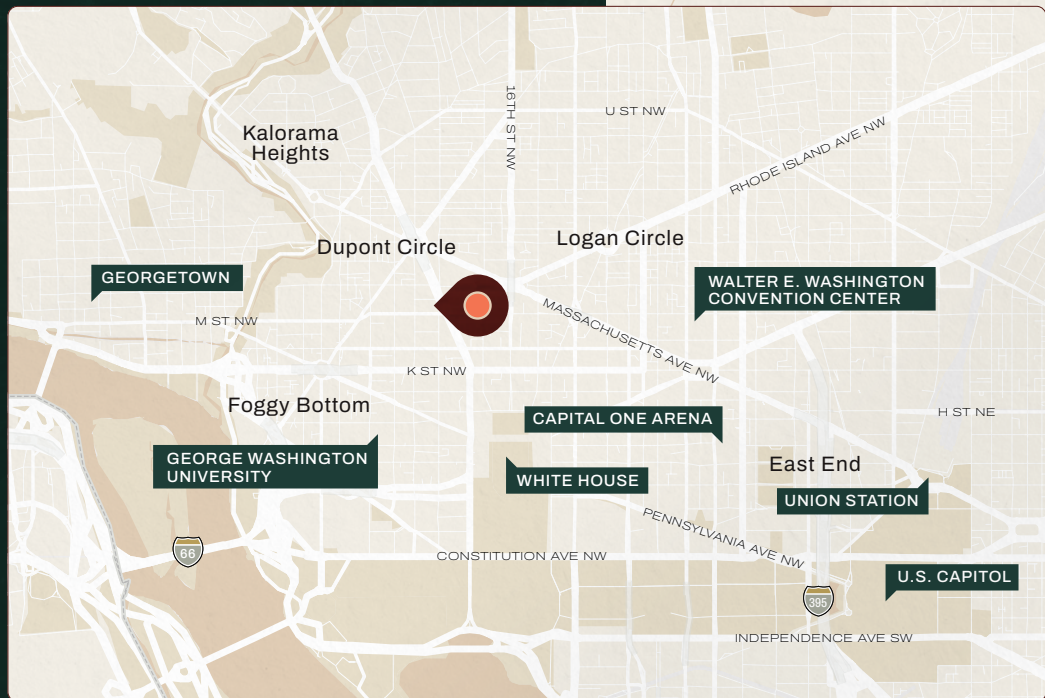 16TH ST NW
U ST NW
Kalorama
Heights
RHODE ISLAND AVE NW
Dupont Circle
Logan Circle
GEORGETOWN
WALTER E. WASHINGTON
CONVENTION CENTER
M ST NW
MASSACHUSETTS AVE NW
K ST NW
Foggy Bottom
CAPITAL ONE ARENA
H ST NE
GEORGE WASHINGTON
UNIVERSITY
East End
WHITE HOUSE
UNION STATION
PENNSYLVANIA AVE NW
66
CONSTITUTION AVE NW
U.S. CAPITOL
395
INDEPENDENCE AVE SW